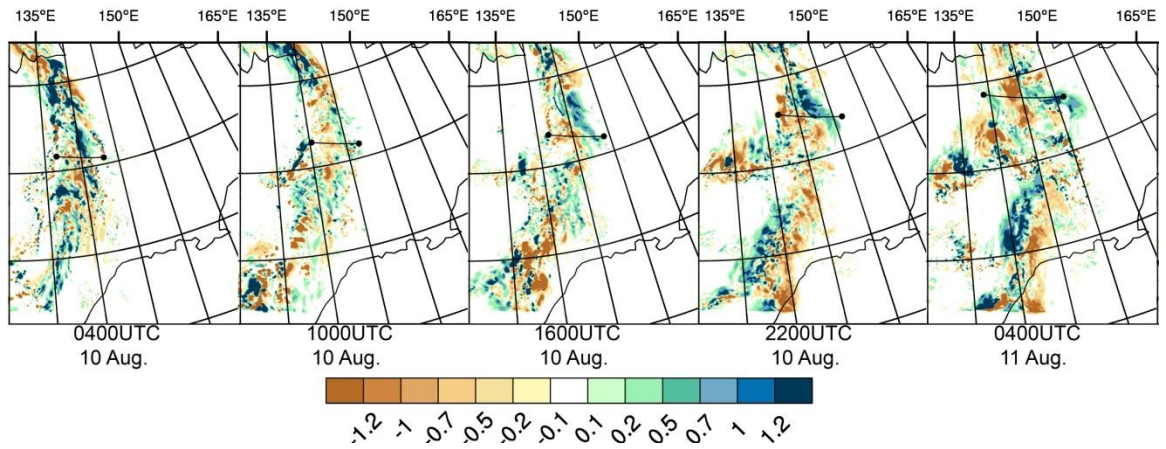 135°E 150°E 165°E 135°E 150°E 165°E 135°E 150°E 165°E 135°E 150°E 165°E 135°E 150°E 165°E
0400UTC 1000UTC 1600UTC 2200UTC 0400UTC
10 Aug. 10 Aug. 10 Aug. 10 Aug. 11 Aug.
-1.2 -1 -0.7 -0.5 -0.2 -0.1 0.1 0.2 0.5 0.7 1 1.2